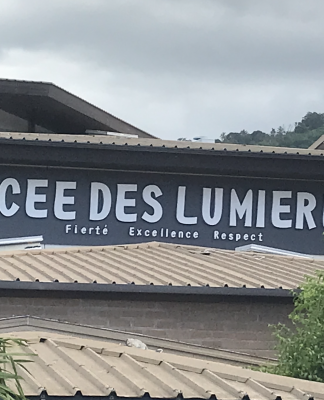 CEE DES LUMIER
Fierté Excellence Respect